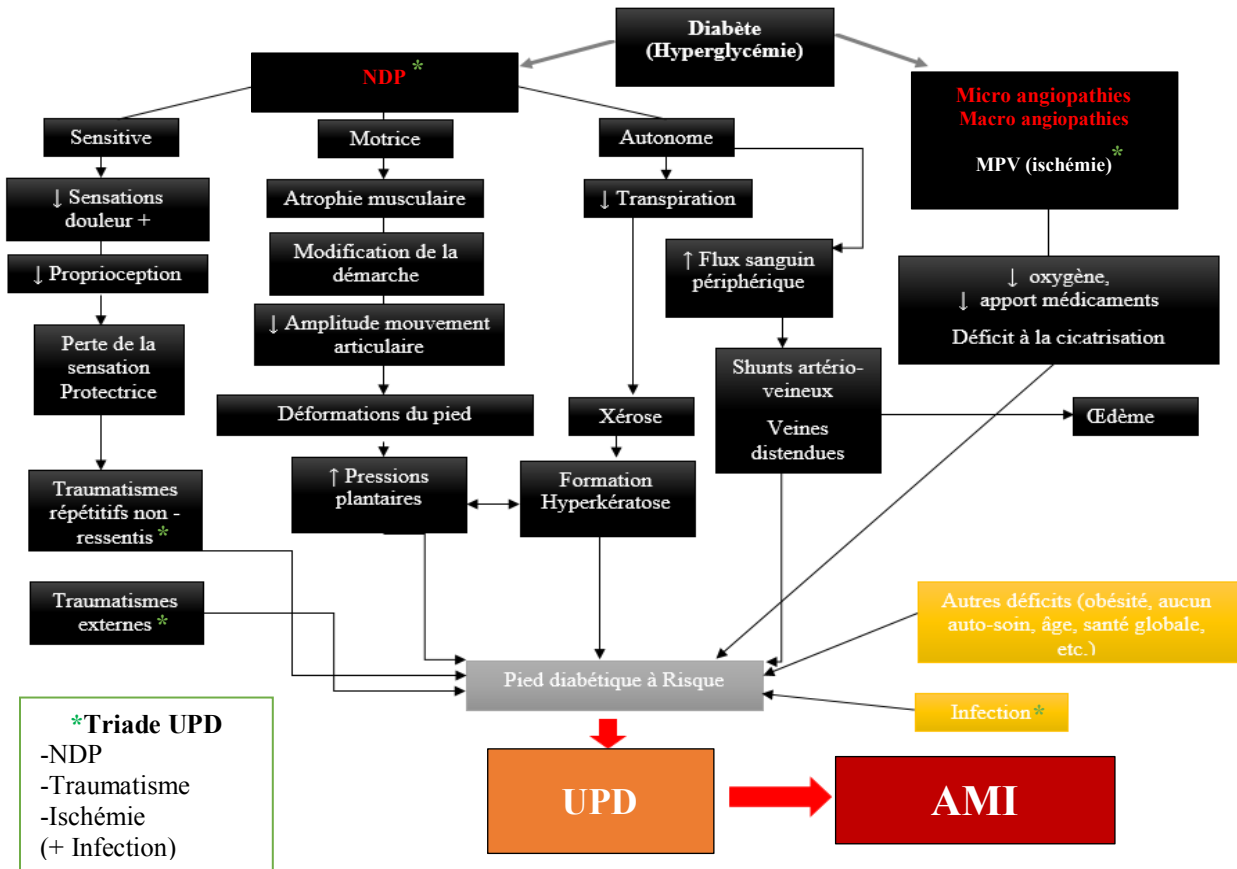 Diabète
(Hyperglycémie)
NDP *
Micro angiopathies
Macro angiopathies
MPV (ischémie)*
Sensitive
Motrice
Autonome
↓ Sensations
douleur +
Atrophie musculaire
↓ Transpiration
↓ Proprioception
Modification de la
démarche
↑ Flux sanguin
périphérique
↓ oxygène,
↓ apport médicaments
Déficit à la cicatrisation
Perte de la
sensation
Protectrice
↓ Amplitude mouvement
articulaire
Shunts artério-
veineux
Veines
distendues
Déformations du pied
Xérose
Œdème
Traumatismes
répétitifs non -
ressentis *
↑ Pressions
plantaires
Formation
Hyperkératose
Traumatismes
externes *
Autres déficits (obésité, aucun
auto-soin, âge, santé globale,
etc.)
Pied diabétique à Risque
Infection *
*Triade UPD
-NDP
-Traumatisme
-Ischémie
(+ Infection)
UPD
AMI